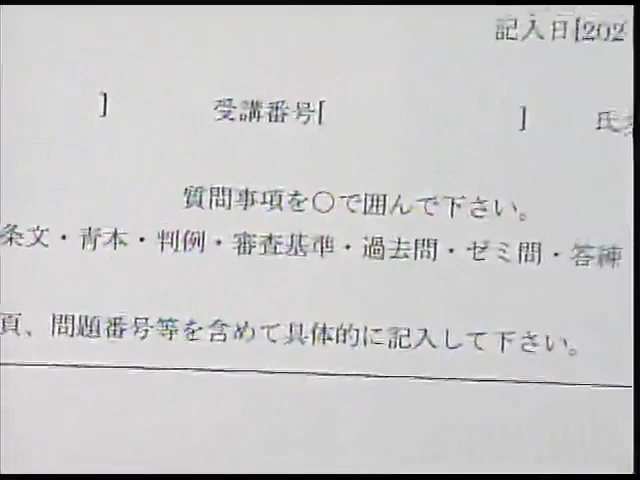 記入日[202
] 受講番号[ ] 氏
質問事項を○で囲んで下さい。
条文・青本・判例・審査基準・過去問・ゼミ問・答練
頁、問題番号等を含めて具体的に記入して下さい。